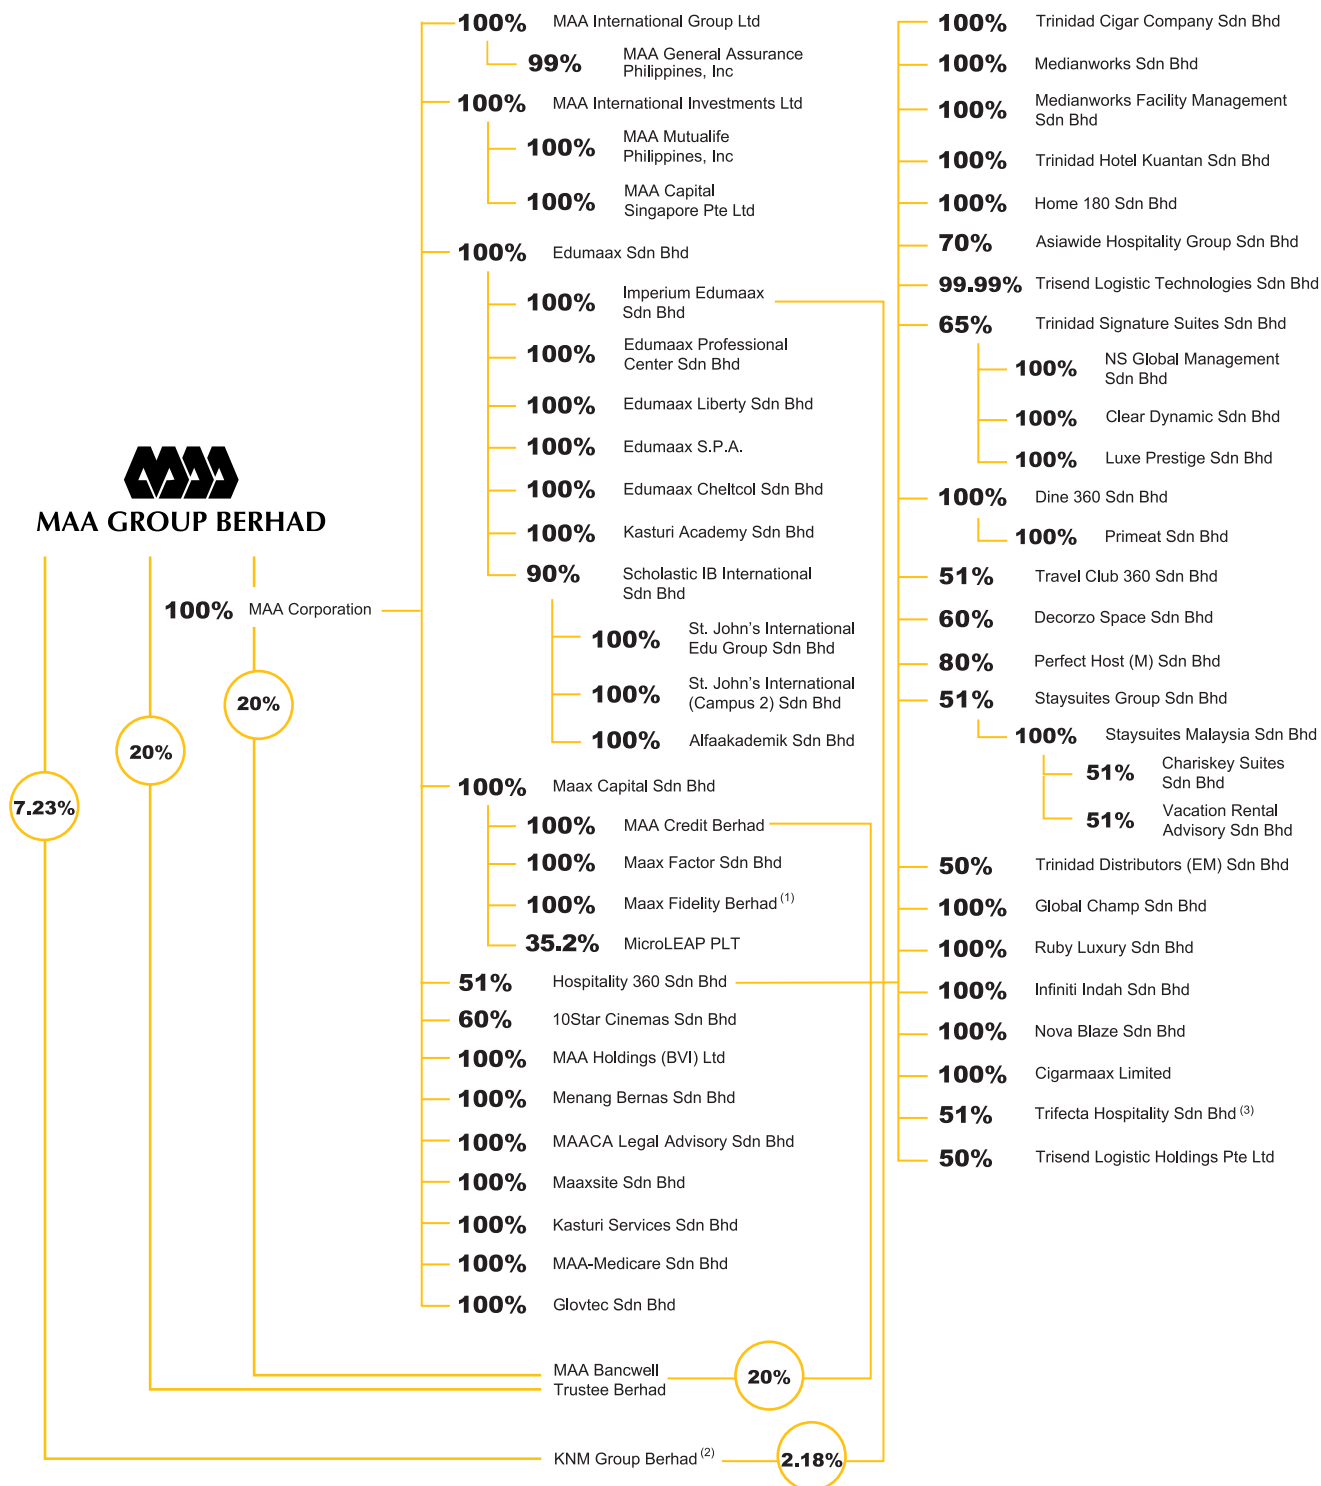 MAA GROUP BERHAD
7.23%
20%
20%
100% MAA Corporation
100% MAA International Group Ltd
99% MAA General Assurance
Philippines, Inc
100% MAA International Investments Ltd
100% MAA Mutualife
Philippines, Inc
100% MAA Capital
Singapore Pte Ltd
100% Edumaax Sdn Bhd
100% Imperium Edumaax
Sdn Bhd
100% Edumaax Professional
Center Sdn Bhd
100% Edumaax Liberty Sdn Bhd
100% Edumaax S.P.A.
100% Edumaax Cheltcol Sdn Bhd
100% Kasturi Academy Sdn Bhd
90% Scholastic IB International
Sdn Bhd
100% St. John's International
Edu Group Sdn Bhd
100% St. John's International
(Campus 2) Sdn Bhd
100% Alfaakademik Sdn Bhd
100% Maax Capital Sdn Bhd
100% MAA Credit Berhad
100% Maax Factor Sdn Bhd
100% Maax Fidelity Berhad (1)
35.2% MicroLEAP PLT
51% Hospitality 360 Sdn Bhd
60% 10Star Cinemas Sdn Bhd
100% MAA Holdings (BVI) Ltd
100% Menang Bernas Sdn Bhd
100% MAACA Legal Advisory Sdn Bhd
100% Maaxsite Sdn Bhd
100% Kasturi Services Sdn Bhd
100% MAA-Medicare Sdn Bhd
100% Glovtec Sdn Bhd
MAA Bancwell
Trustee Berhad
20%
KNM Group Berhad (2)
2.18%
100% Trinidad Cigar Company Sdn Bhd
100% Medianworks Sdn Bhd
100% Medianworks Facility Management
Sdn Bhd
100% Trinidad Hotel Kuantan Sdn Bhd
100% Home 180 Sdn Bhd
70% Asiawide Hospitality Group Sdn Bhd
99.99% Trisend Logistic Technologies Sdn Bhd
65% Trinidad Signature Suites Sdn Bhd
100% NS Global Management
Sdn Bhd
100% Clear Dynamic Sdn Bhd
100% Luxe Prestige Sdn Bhd
100% Dine 360 Sdn Bhd
100% Primeat Sdn Bhd
51% Travel Club 360 Sdn Bhd
60% Decorzo Space Sdn Bhd
80% Perfect Host (M) Sdn Bhd
51% Staysuites Group Sdn Bhd
100% Staysuites Malaysia Sdn Bhd
51% Chariskey Suites
Sdn Bhd
51% Vacation Rental
Advisory Sdn Bhd
50% Trinidad Distributors (EM) Sdn Bhd
100% Global Champ Sdn Bhd
100% Ruby Luxury Sdn Bhd
100% Infiniti Indah Sdn Bhd
100% Nova Blaze Sdn Bhd
100% Cigarmaax Limited
51% Trifecta Hospitality Sdn Bhd (3)
50% Trisend Logistic Holdings Pte Ltd